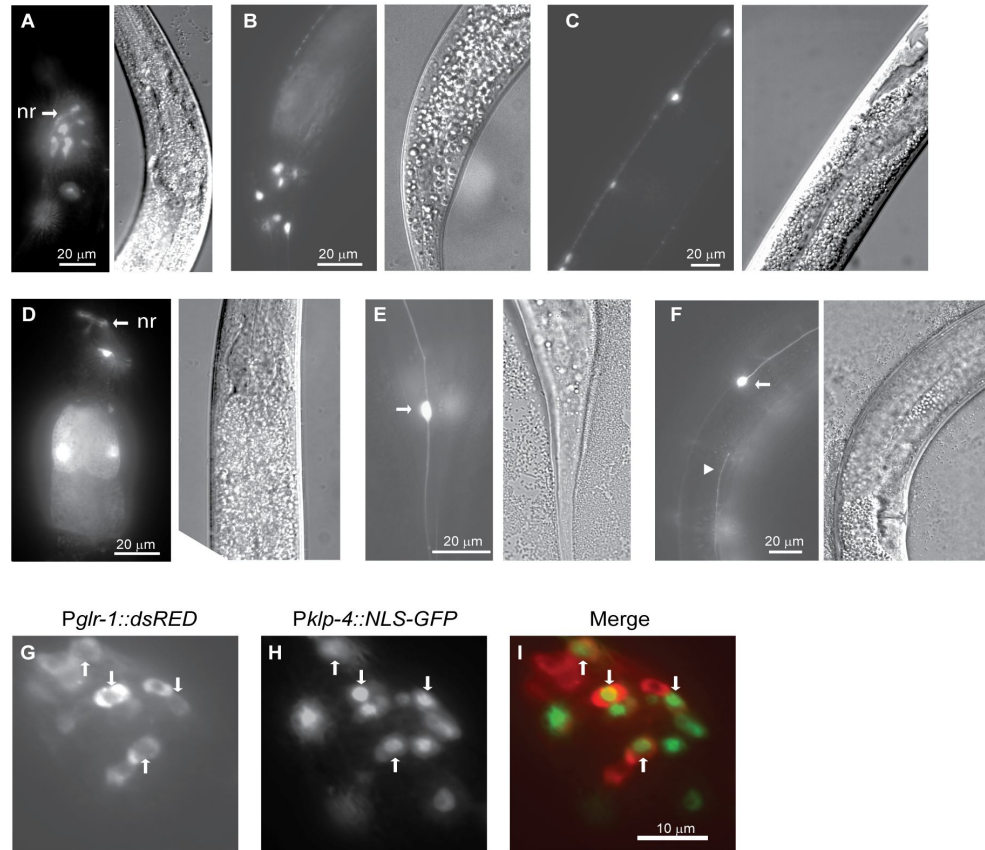 A
nr
20 µm
B
20 µm
C
20 µm
D
nr
20 µm
E
20 µm
F
20 µm
Pglr-1::dsRED
Pklp-4::NLS-GFP
Merge
G
H
I
10 µm